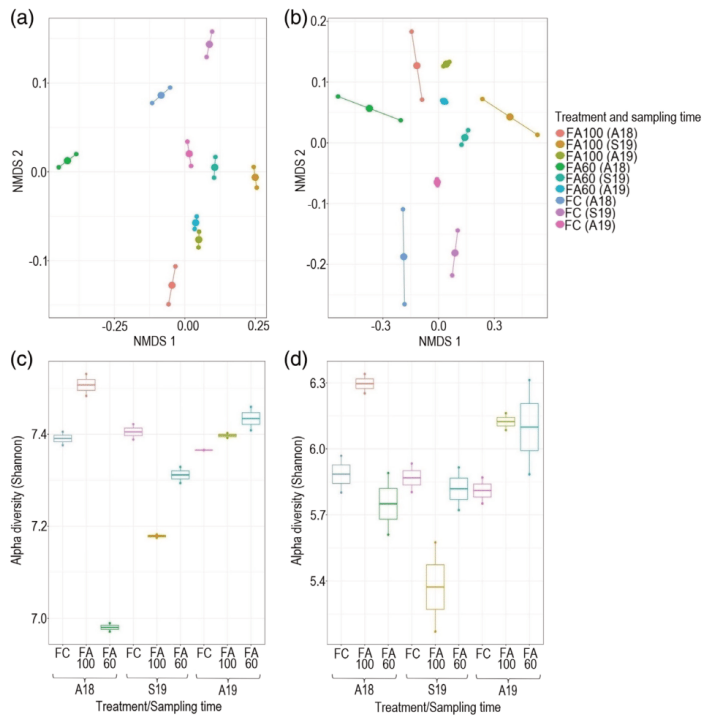 (a)
0.1
0.0
-0.1
NMDS 2
-0.25
0.00
0.25
NMDS 1
(b)
0.2
0.1
0.0
-0.1
-0.2
NMDS 2
-0.3
0.0
0.3
NMDS 1
Treatment and sampling time
FA100 (A18)
FA100 (S19)
FA100 (A19)
FA60 (A18)
FA60 (S19)
FA60 (A19)
FC (A18)
FC (S19)
FC (A19)
(c)
7.4
7.2
7.0
Alpha diversity (Shannon)
FC FA FA FC FA FA FC FA FA
100 60 100 60 100 60
A18 S19 A19
Treatment/Sampling time
(d)
6.3
6.0
5.7
5.4
Alpha diversity (Shannon)
FC FA FA FC FA FA FC FA FA
100 60 100 60 100 60
A18 S19 A19
Treatment/Sampling time